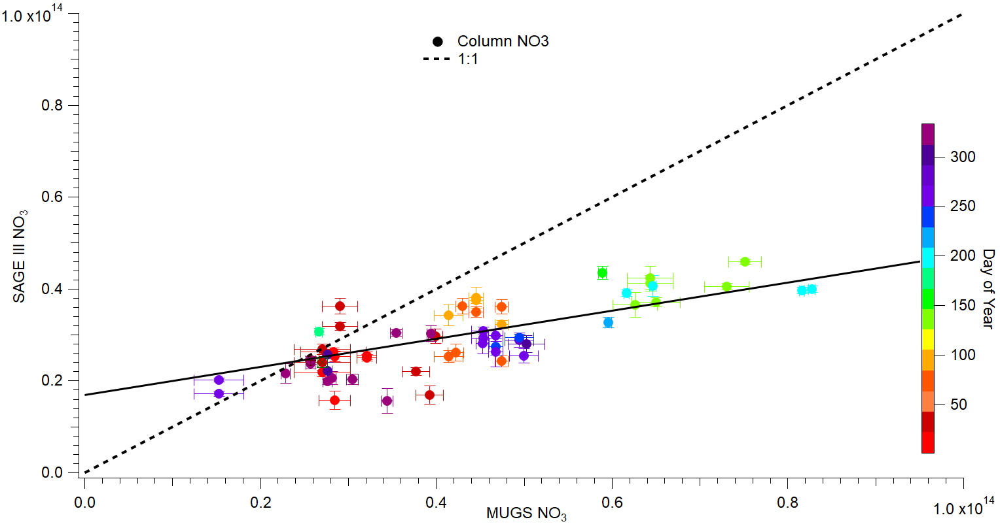 1.0 x10^14
Column NO3
1:1
0.8
0.6
0.4
0.2
0.0
SAGE III NO₃
0.0
0.2
0.4
0.6
0.8
1.0 x10^14
MUGS NO₃
300
250
200
150
100
50
Day of Year